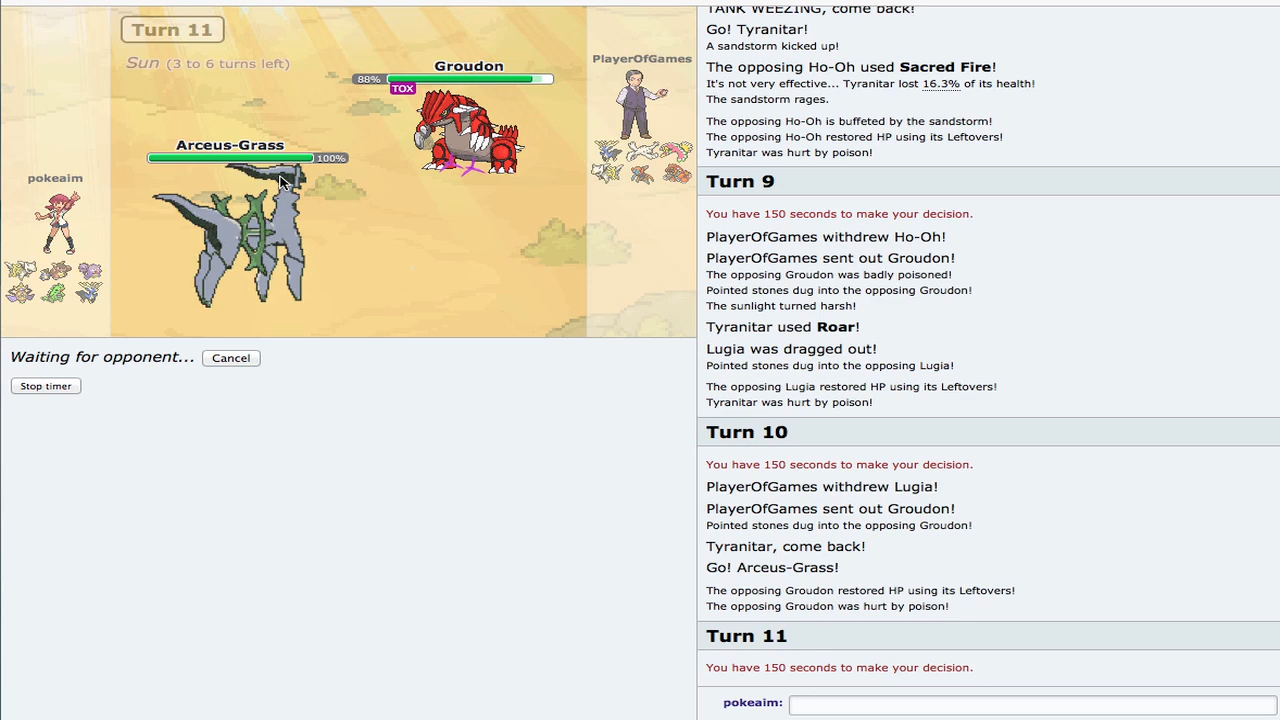 Turn 11
Sun (3 to 6 turns left)
PlayerOfGames
Groudon
88%
TOX
Arceus-Grass
100%
pokeaim
Waiting for opponent... Cancel
Stop timer
TANK WEEZING, come back!
Go! Tyranitar!
A sandstorm kicked up!
The opposing Ho-Oh used Sacred Fire!
It's not very effective... Tyranitar lost 16.3% of its health!
The sandstorm rages.
The opposing Ho-Oh is buffeted by the sandstorm!
The opposing Ho-Oh restored HP using its Leftovers!
Tyranitar was hurt by poison!
Turn 9
You have 150 seconds to make your decision.
PlayerOfGames withdrew Ho-Oh!
PlayerOfGames sent out Groudon!
The opposing Groudon was badly poisoned!
Pointed stones dug into the opposing Groudon!
The sunlight turned harsh!
Tyranitar used Roar!
Lugia was dragged out!
Pointed stones dug into the opposing Lugia!
The opposing Lugia restored HP using its Leftovers!
Tyranitar was hurt by poison!
Turn 10
You have 150 seconds to make your decision.
PlayerOfGames withdrew Lugia!
PlayerOfGames sent out Groudon!
Pointed stones dug into the opposing Groudon!
Tyranitar, come back!
Go! Arceus-Grass!
The opposing Groudon restored HP using its Leftovers!
The opposing Groudon was hurt by poison!
Turn 11
You have 150 seconds to make your decision.
pokeaim: